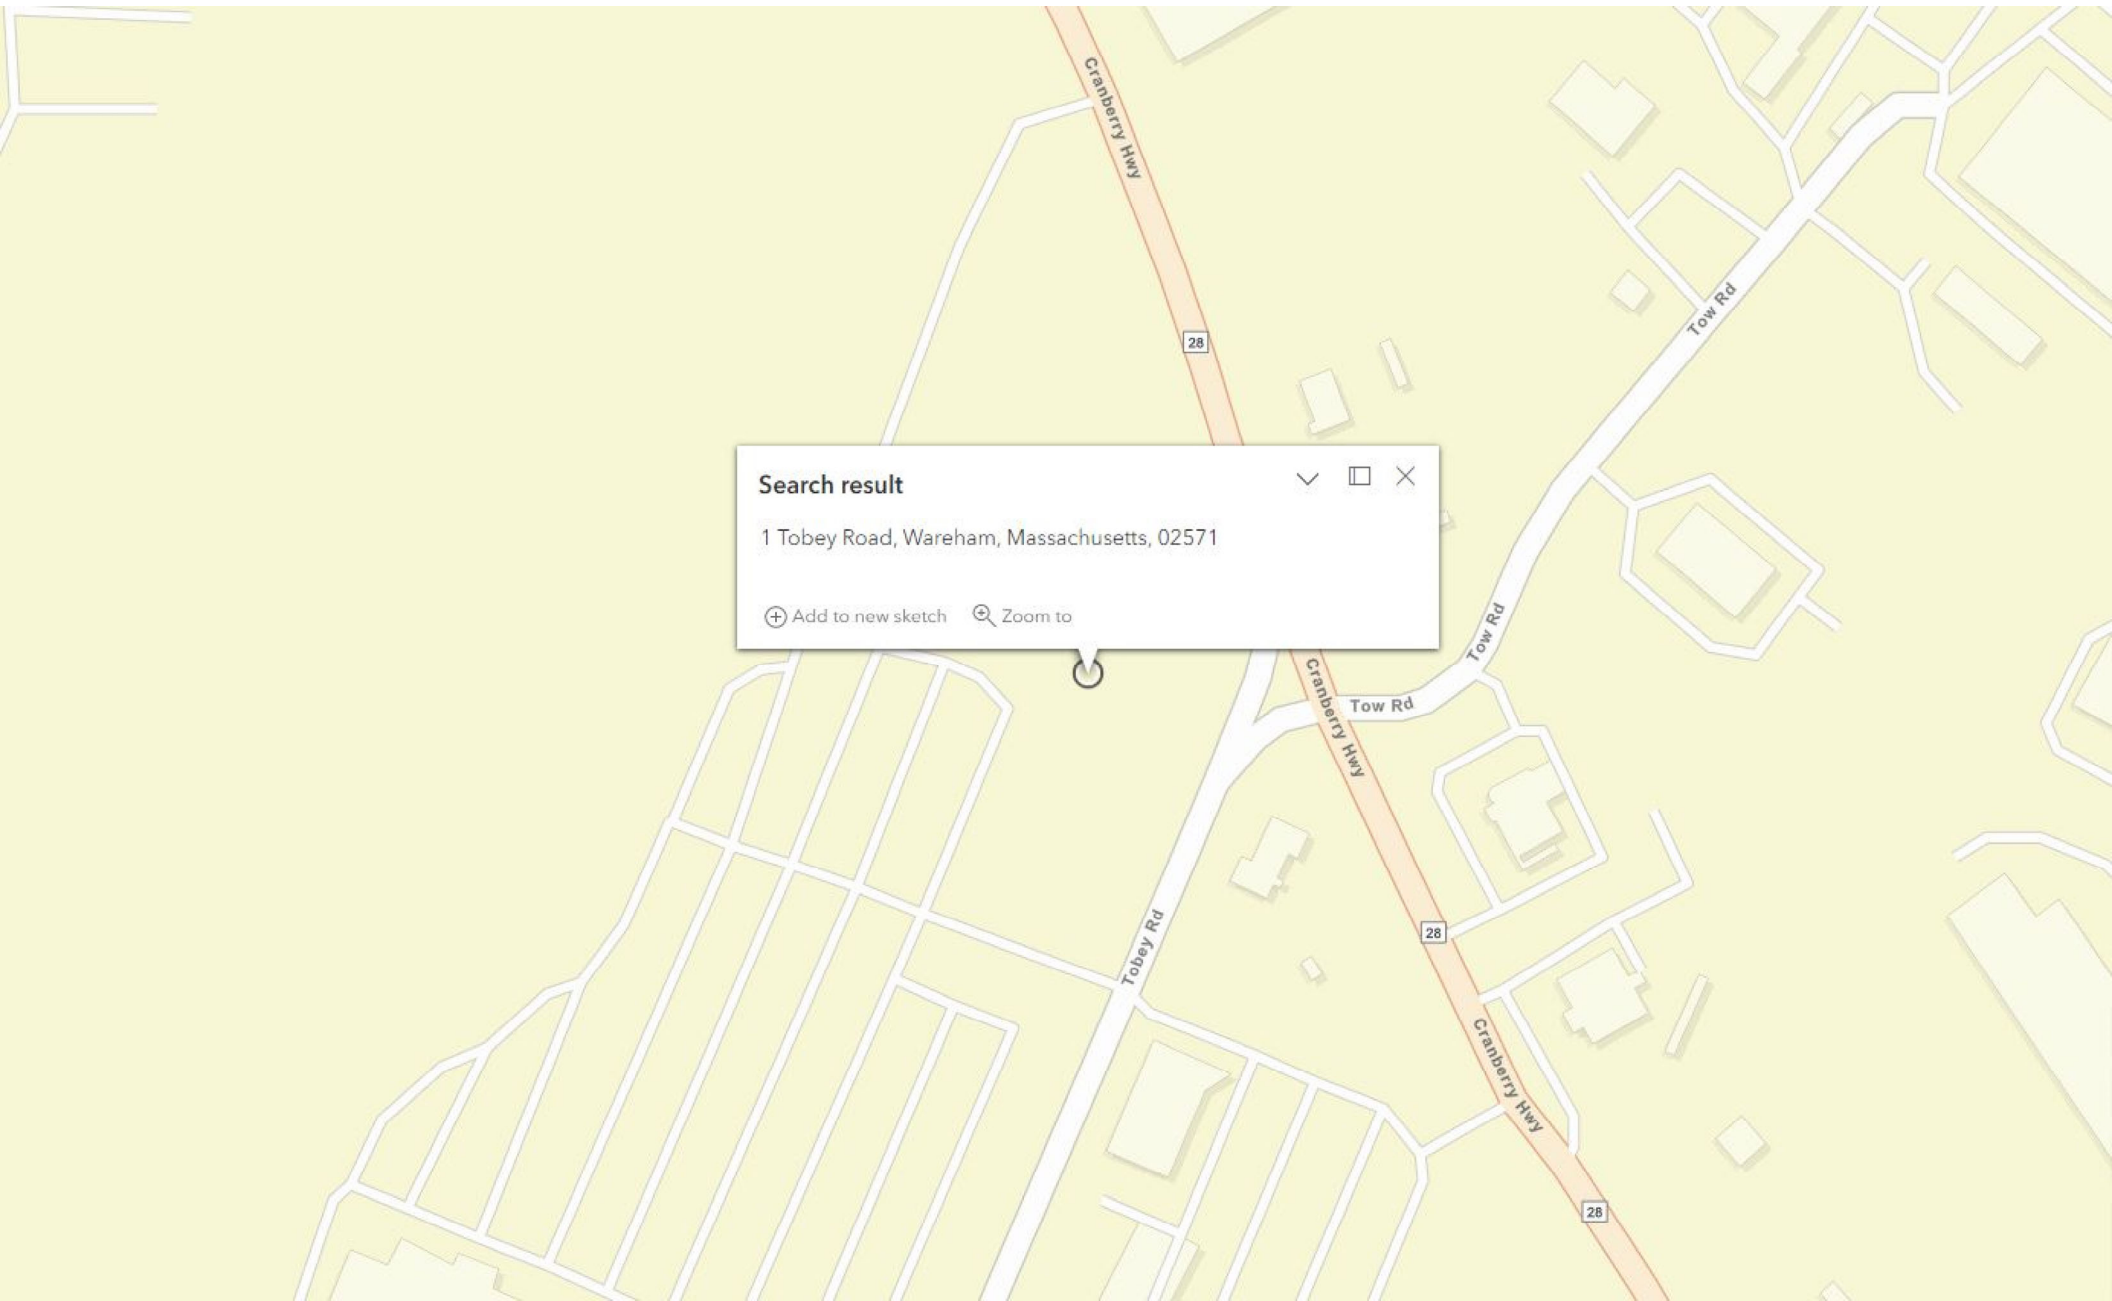 Cranberry Hwy
28
Tow Rd
Search result
1 Tobey Road, Wareham, Massachusetts, 02571
Add to new sketch
Zoom to
Tow Rd
Cranberry Hwy
Tow Rd
Tobey Rd
28
Cranberry Hwy
28